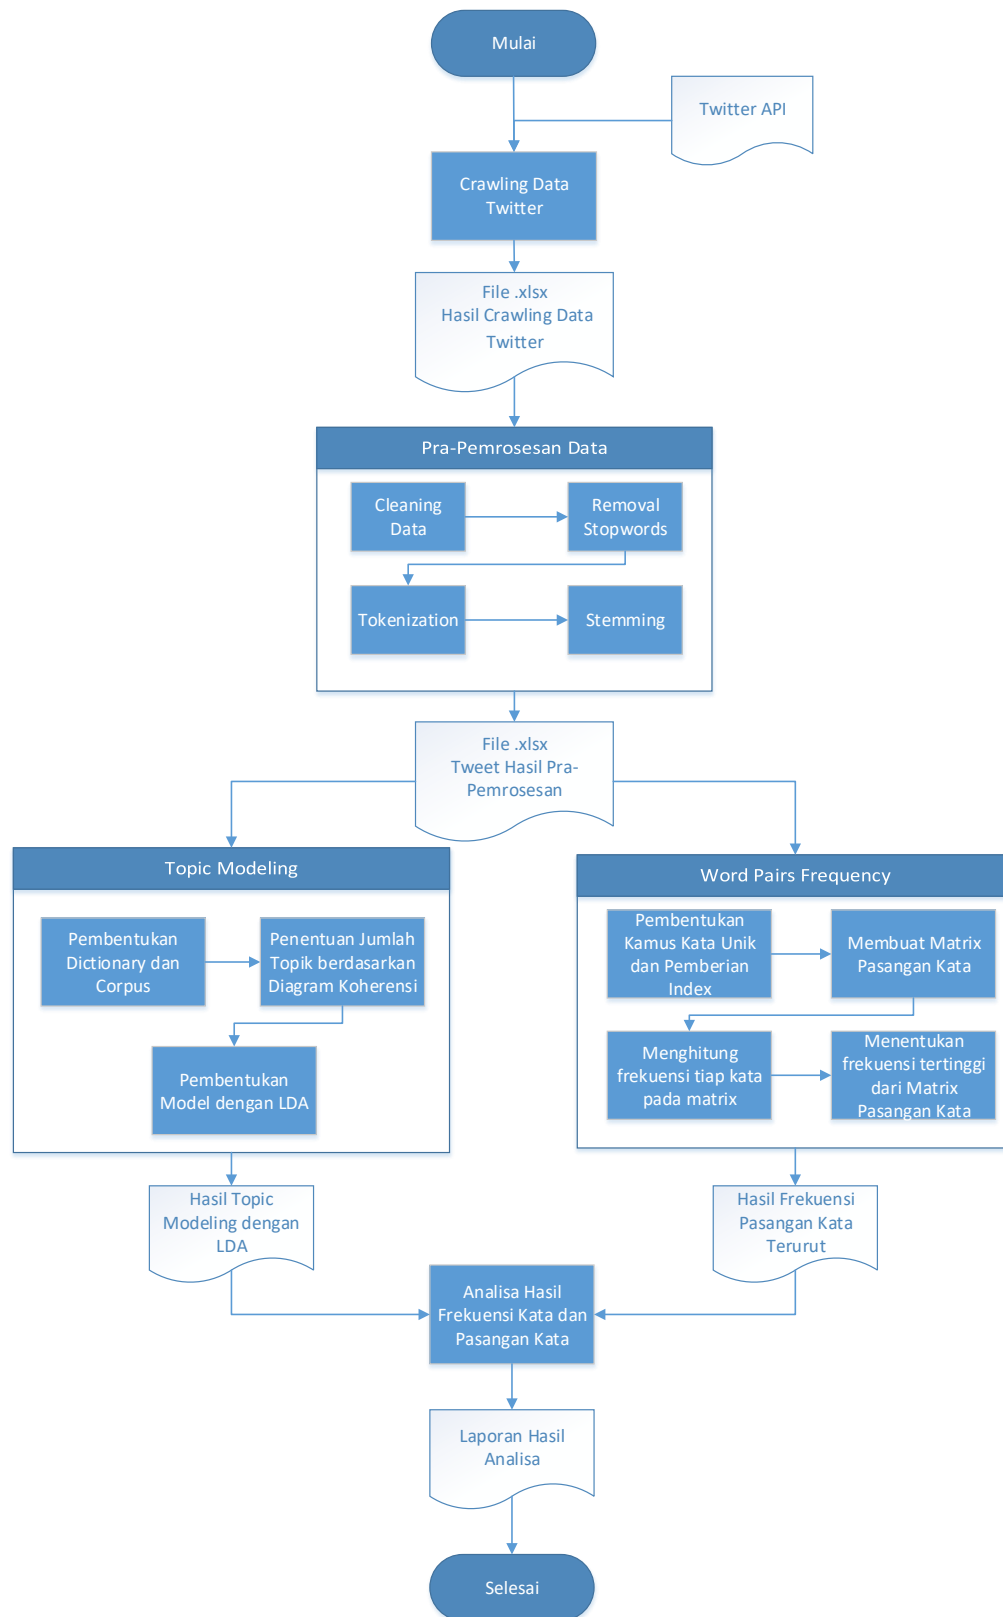 Mulai
Twitter API
Crawling Data
Twitter
File .xlsx
Hasil Crawling Data
Twitter
Pra-Pemrosesan Data
Cleaning
Data
Removal
Stopwords
Tokenization
Stemming
File .xlsx
Tweet Hasil Pra-
Pemrosesan
Topic Modeling
Pembentukan
Dictionary dan
Corpus
Penentuan Jumlah
Topik berdasarkan
Diagram Koherensi
Pembentukan
Model dengan LDA
Word Pairs Frequency
Pembentukan
Kamus Kata Unik
dan Pemberian
Index
Membuat Matrix
Pasangan Kata
Menghitung
frekuensi tiap kata
pada matrix
Menentukan
frekuensi tertinggi
dari Matrix
Pasangan Kata
Hasil Topic
Modeling dengan
LDA
Hasil Frekuensi
Pasangan Kata
Terurut
Analisa Hasil
Frekuensi Kata dan
Pasangan Kata
Laporan Hasil
Analisa
Selesai